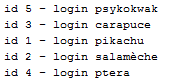 id 5 - login psykokwak
id 3 - login carapuce
id 1 - login pikachu
id 2 - login salamèche
id 4 - login ptera